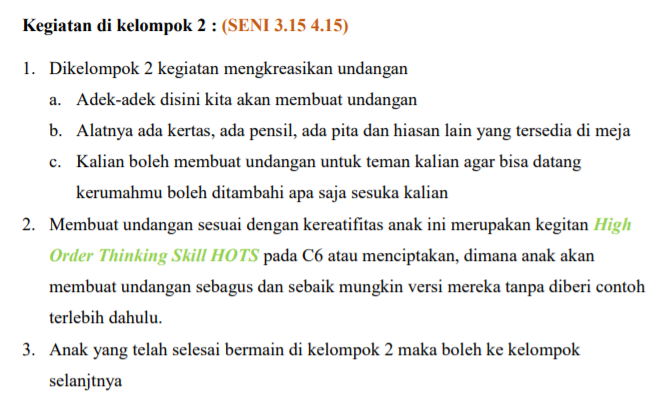 Kegiatan di kelompok 2 : (SENI 3.15 4.15)
1. Dikelompok 2 kegiatan mengkreasikan undangan
a. Adek-adek disini kita akan membuat undangan
b. Alatnya ada kertas, ada pensil, ada pita dan hiasan lain yang tersedia di meja
c. Kalian boleh membuat undangan untuk teman kalian agar bisa datang
kerumahmu boleh ditambahi apa saja sesuka kalian
2. Membuat undangan sesuai dengan kereatifitas anak ini merupakan kegitan High
Order Thinking Skill HOTS pada C6 atau menciptakan, dimana anak akan
membuat undangan sebagus dan sebaik mungkin versi mereka tanpa diberi contoh
terlebih dahulu.
3. Anak yang telah selesai bermain di kelompok 2 maka boleh ke kelompok
selanjtnya